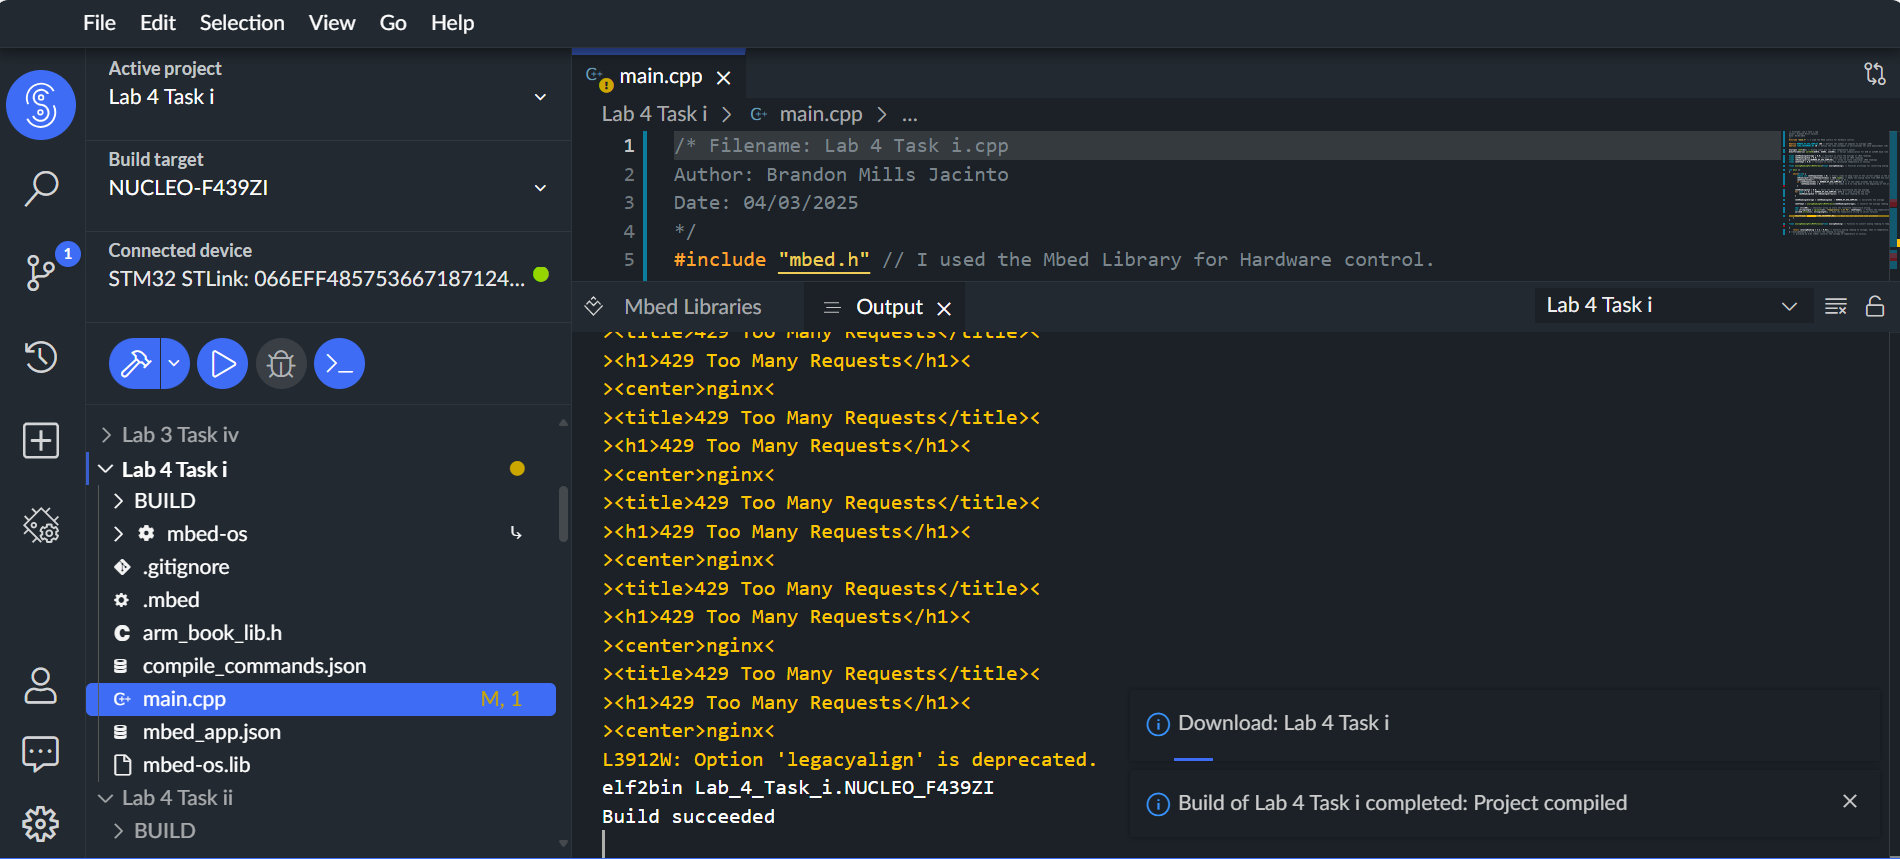 File Edit Selection View Go Help
Active project
Lab 4 Task i
Build target
NUCLEO-F439ZI
Connected device
STM32 STLink: 066EFF485753667187124...
1
Lab 3 Task iv
Lab 4 Task i
BUILD
mbed-os
.gitignore
.mbed
arm_book_lib.h
compile_commands.json
main.cpp M, 1
mbed_app.json
mbed-os.lib
Lab 4 Task ii
BUILD
main.cpp
Lab 4 Task i > main.cpp > ...
1 /* Filename: Lab 4 Task i.cpp
2 Author: Brandon Mills Jacinto
3 Date: 04/03/2025
4 */
5 #include "mbed.h" // I used the Mbed Library for Hardware control.
Mbed Libraries Output Lab 4 Task i
><title>429 Too Many Requests</title><
><h1>429 Too Many Requests</h1><
><center>nginx<
><title>429 Too Many Requests</title><
><h1>429 Too Many Requests</h1><
><center>nginx<
><title>429 Too Many Requests</title><
><h1>429 Too Many Requests</h1><
><center>nginx<
><title>429 Too Many Requests</title><
><h1>429 Too Many Requests</h1><
><center>nginx<
><title>429 Too Many Requests</title><
><h1>429 Too Many Requests</h1><
><center>nginx<
L3912W: Option 'legacyalign' is deprecated.
elf2bin Lab_4_Task_i.NUCLEO_F439ZI
Build succeeded
Download: Lab 4 Task i
Build of Lab 4 Task i completed: Project compiled